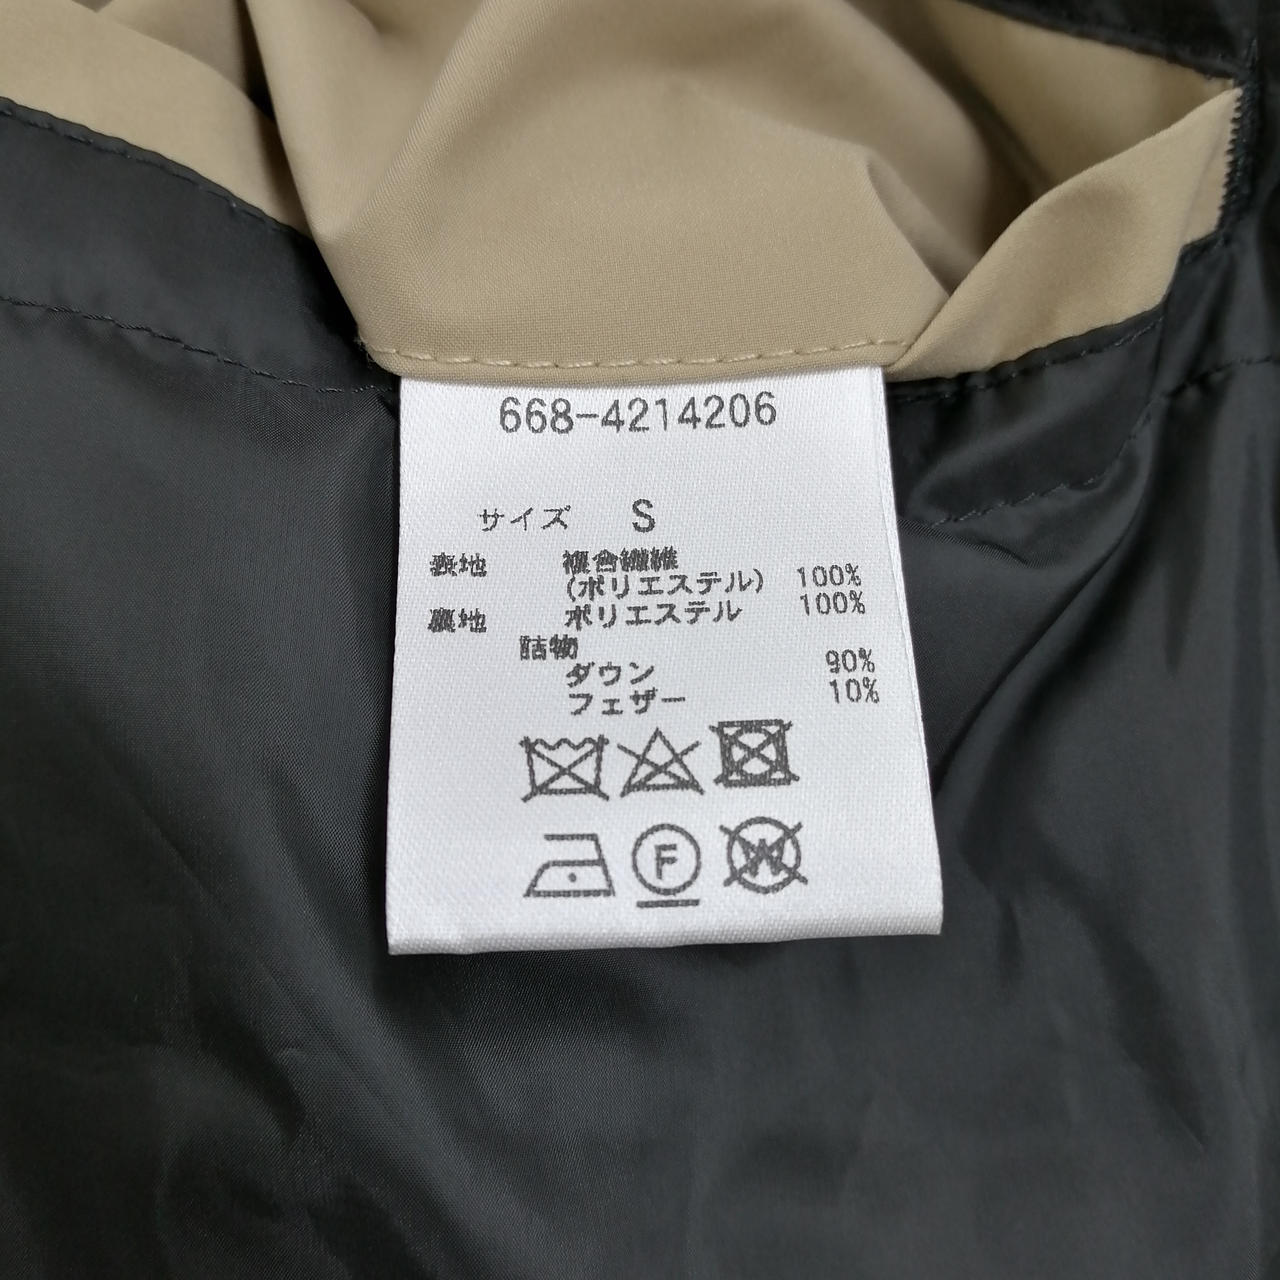 668-4214206
サイズ S
表地 複合繊維
(ポリエステル) 100%
裏地 ポリエステル 100%
詰物
ダウン 90%
フェザー 10%
F W